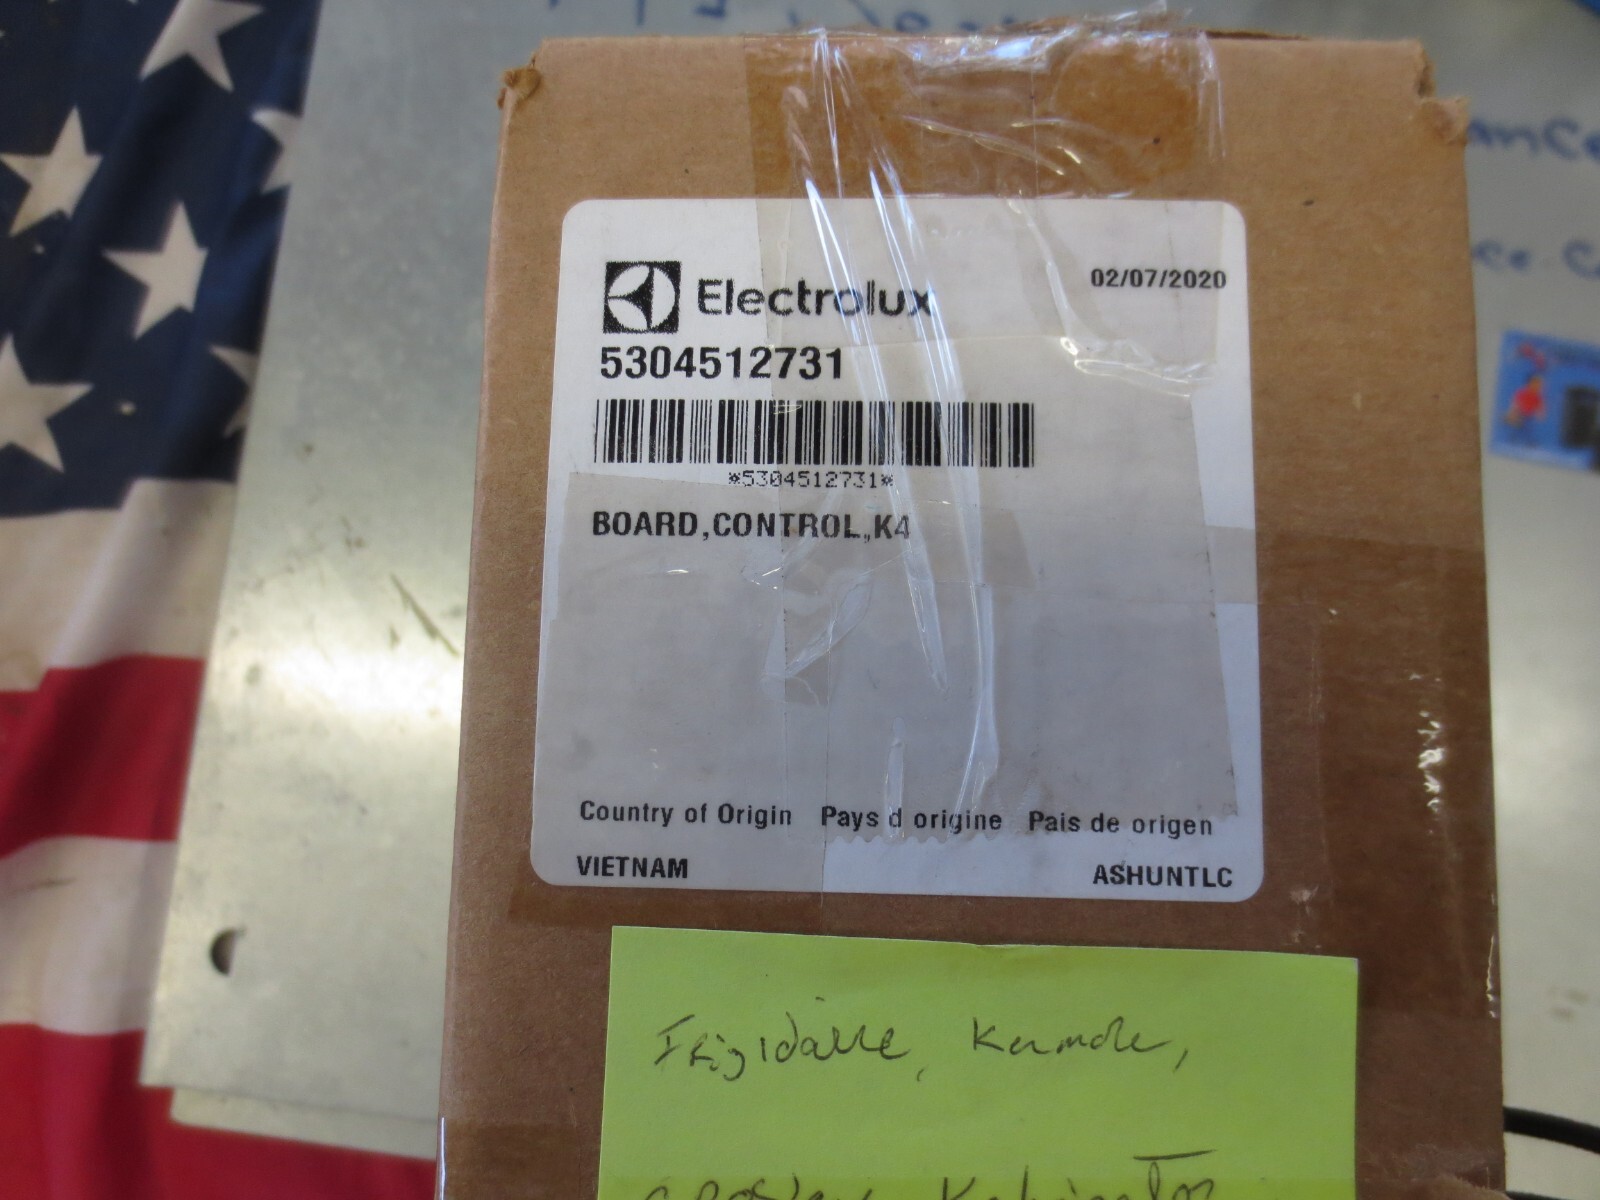 Electrolux
02/07/2020
5304512731
*5304512731*
BOARD,CONTROL,K4
Country of Origin Pays d origine Pais de origen
VIETNAM ASHUNTLC
Frigidaire, Kenmore,
Kelvinator